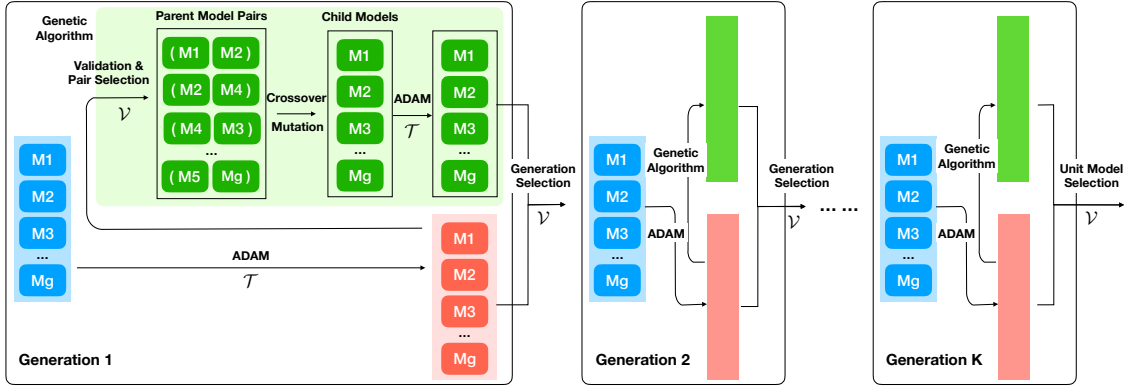 Genetic
Algorithm
Parent Model Pairs
Child Models
Validation &
Pair Selection
𝒱
( M1 M2 )
( M2 M4 )
( M4 M3 )
...
( M5 Mg )
Crossover
Mutation
M1
M2
M3
...
Mg
ADAM
𝒯
M1
M2
M3
...
Mg
M1
M2
M3
...
Mg
ADAM
𝒯
M1
M2
M3
...
Mg
Generation
Selection
𝒱
Generation 1
M1
M2
M3
...
Mg
Genetic
Algorithm
ADAM
Generation
Selection
𝒱
Generation 2
... ...
M1
M2
M3
...
Mg
Genetic
Algorithm
ADAM
Unit Model
Selection
𝒱
Generation K